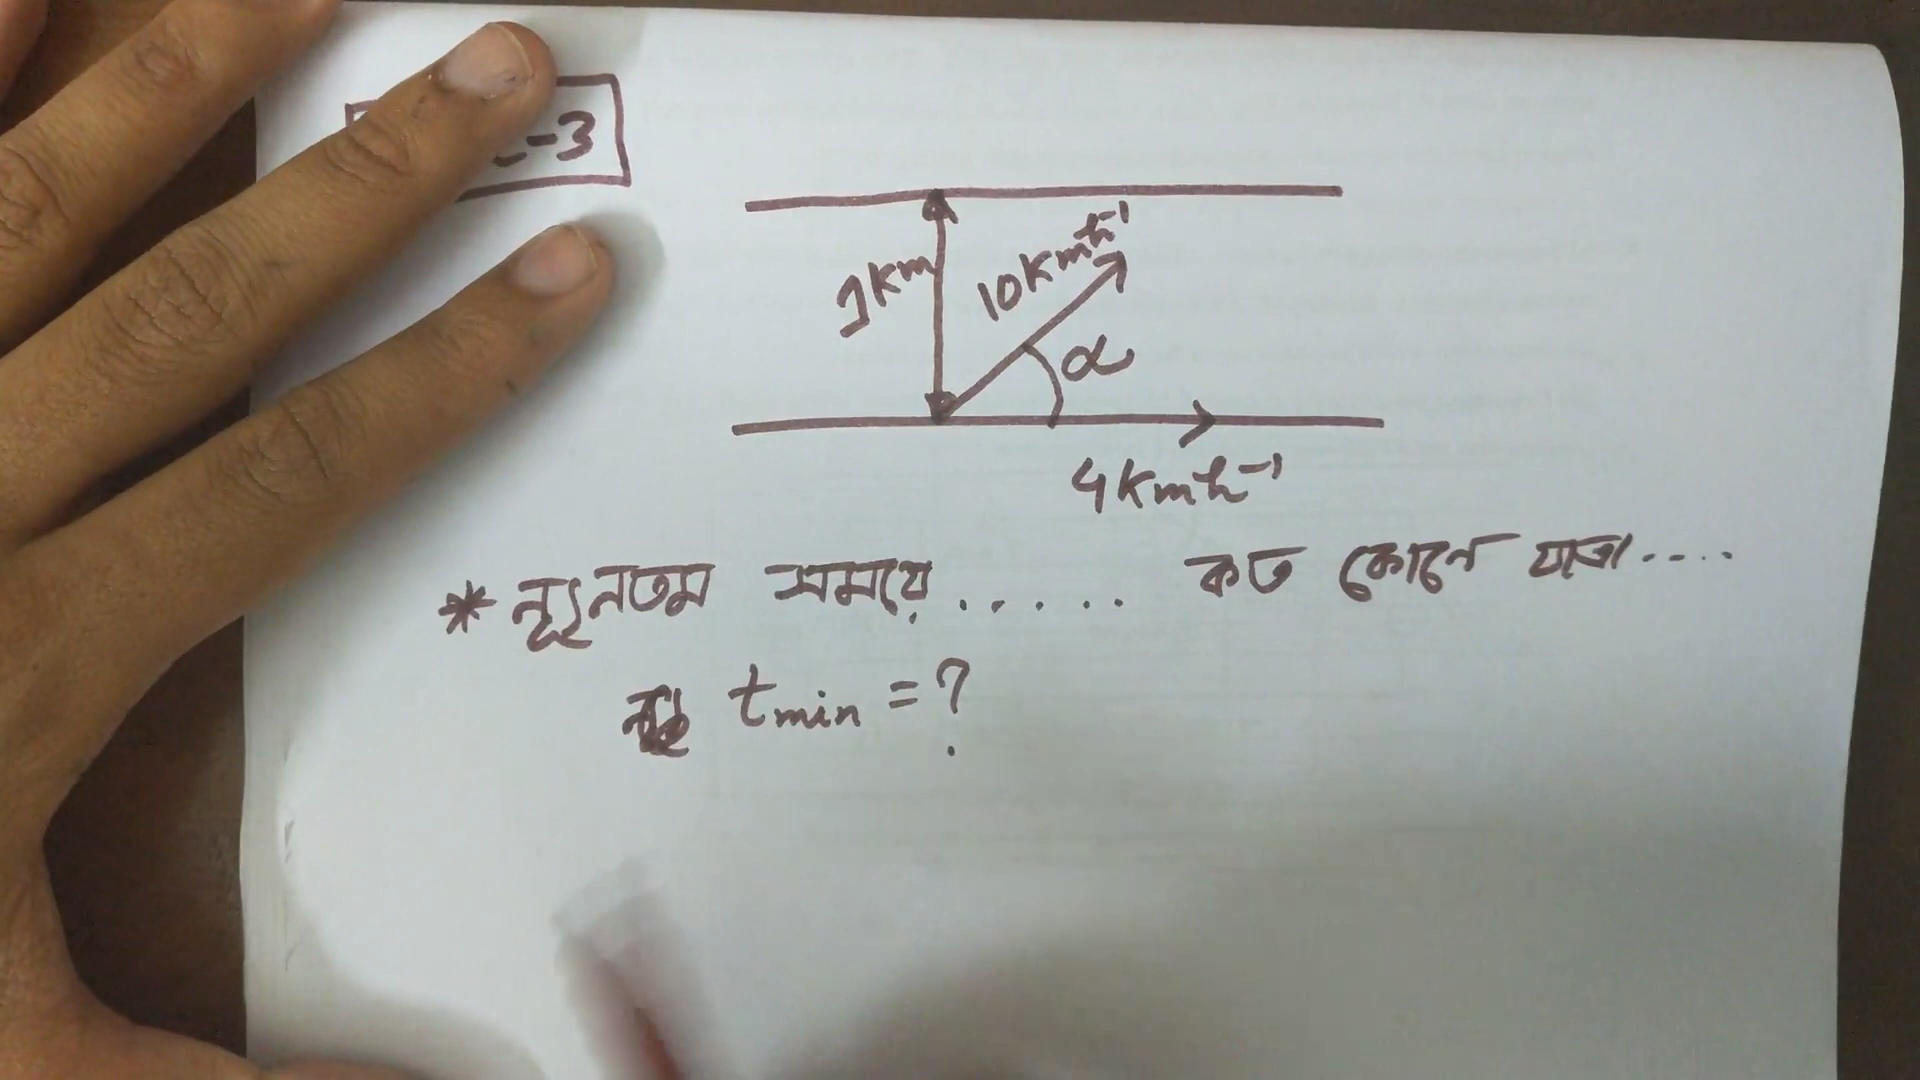 -3
1km
10kmh⁻¹
α
4kmh⁻¹
* ন্যূনতম সময়ে...... কত কোণে যাত্রা....
tmin = ?